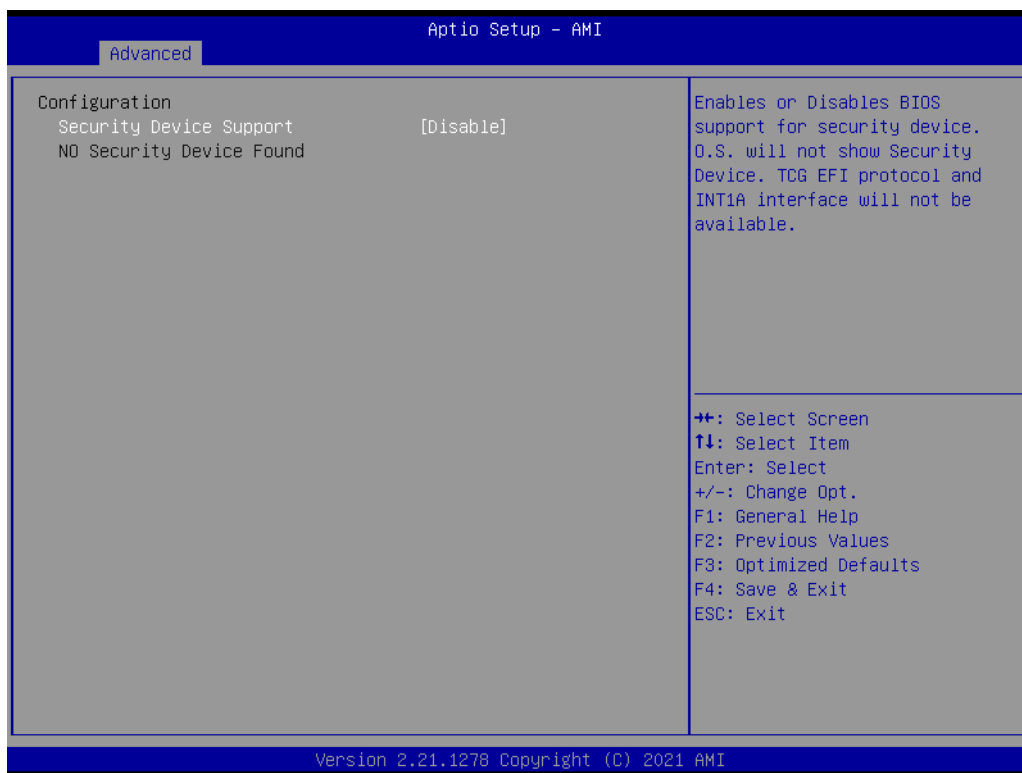 Aptio Setup – AMI
Advanced
Configuration
Security Device Support [Disable]
NO Security Device Found
Enables or Disables BIOS
support for security device.
O.S. will not show Security
Device. TCG EFI protocol and
INT1A interface will not be
available.
→←: Select Screen
↑↓: Select Item
Enter: Select
+/-: Change Opt.
F1: General Help
F2: Previous Values
F3: Optimized Defaults
F4: Save & Exit
ESC: Exit
Version 2.21.1278 Copyright (C) 2021 AMI